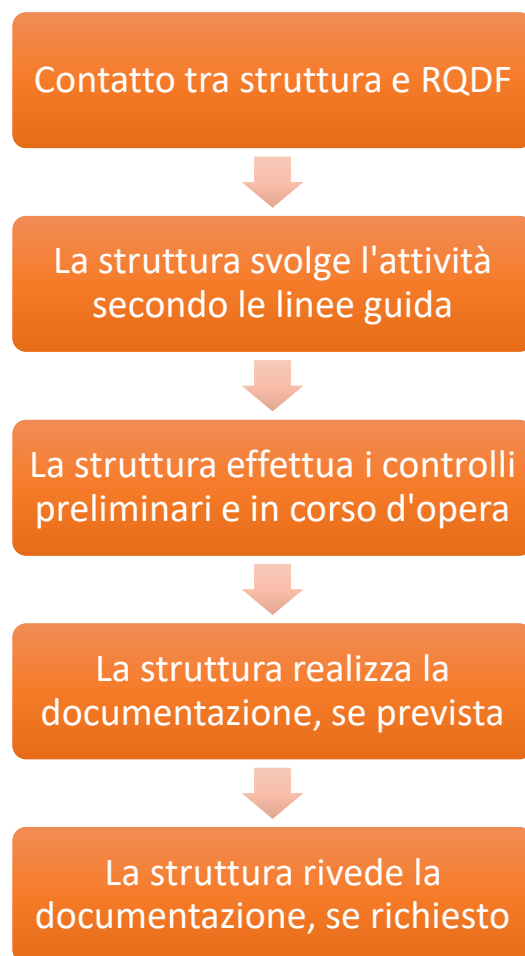 Contatto tra struttura e RQDF
La struttura svolge l'attività
secondo le linee guida
La struttura effettua i controlli
preliminari e in corso d'opera
La struttura realizza la
documentazione, se prevista
La struttura rivede la
documentazione, se richiesto